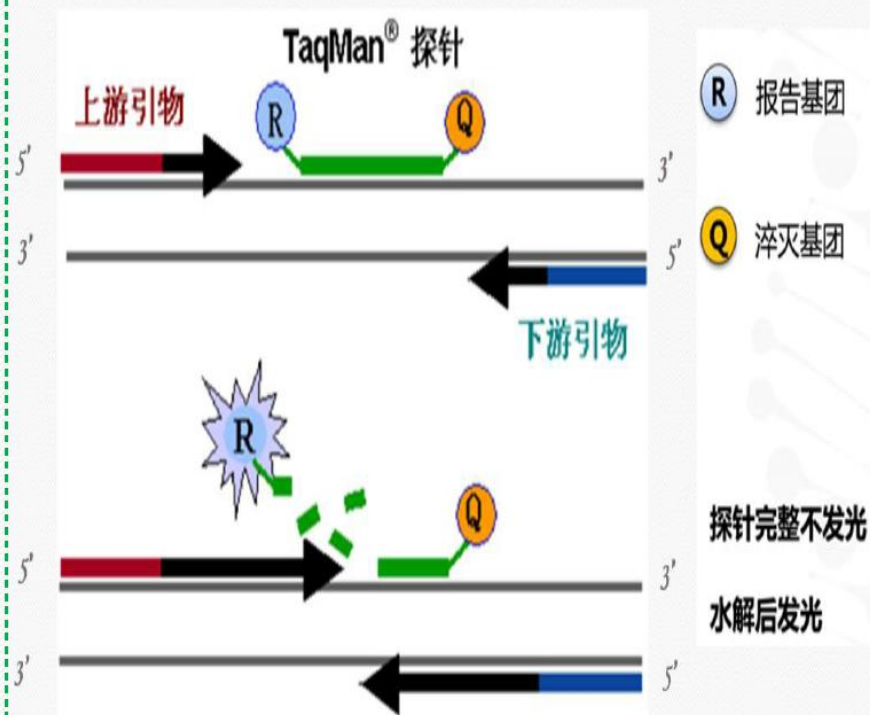 TaqMan® 探针
上游引物
R
Q
5'
3'
3'
5'
下游引物
R
Q
5'
3'
3'
5'
R 报告基团
Q 淬灭基团
探针完整不发光
水解后发光